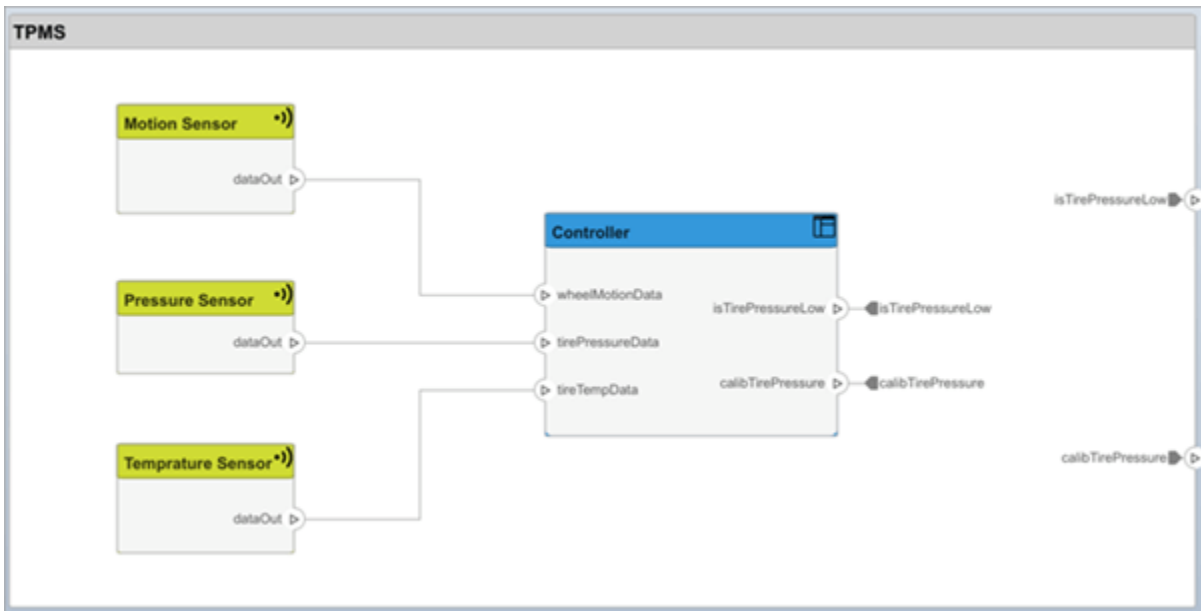 TPMS
Motion Sensor
dataOut
Pressure Sensor
dataOut
Temprature Sensor
dataOut
Controller
wheelMotionData
tirePressureData
tireTempData
isTirePressureLow
calibTirePressure
isTirePressureLow
calibTirePressure
isTirePressureLow
calibTirePressure